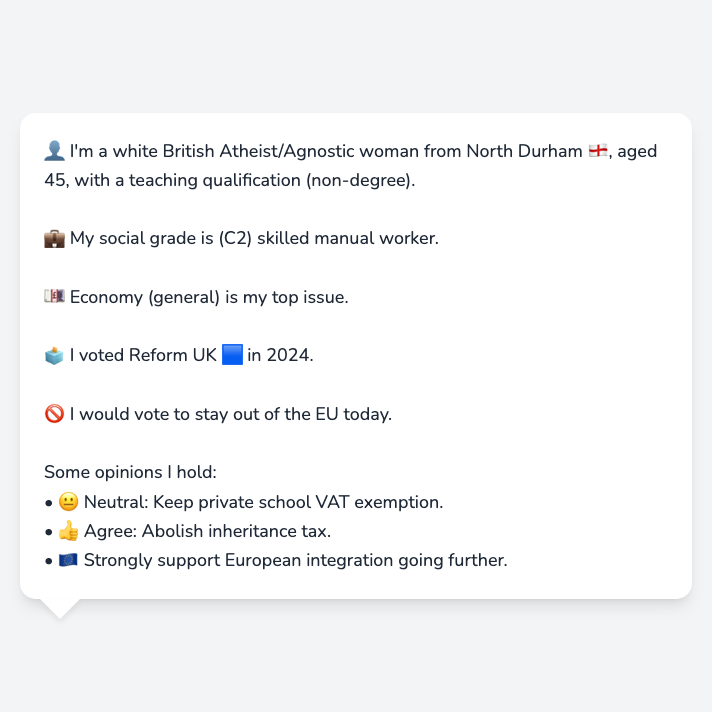 👤 I'm a white British Atheist/Agnostic woman from North Durham 🏴󠁧󠁢󠁥󠁮󠁧󠁿, aged
45, with a teaching qualification (non-degree).
💼 My social grade is (C2) skilled manual worker.
💷 Economy (general) is my top issue.
🗳️ I voted Reform UK 🟦 in 2024.
🚫 I would vote to stay out of the EU today.
Some opinions I hold:
• 😐 Neutral: Keep private school VAT exemption.
• 👍 Agree: Abolish inheritance tax.
• 🇪🇺 Strongly support European integration going further.